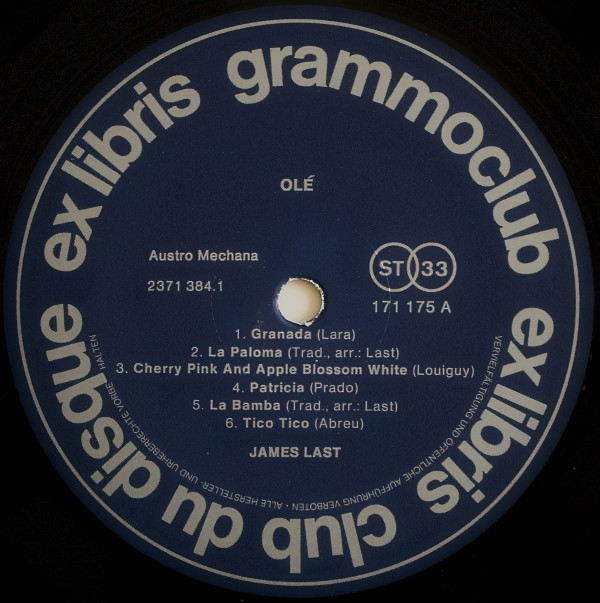 ex libris grammoclub
ex libris club du disque
OLÉ
Austro Mechana
2371 384.1
ST 33
171 175 A
1. Granada (Lara)
2. La Paloma (Trad., arr.: Last)
3. Cherry Pink And Apple Blossom White (Louiguy)
4. Patricia (Prado)
5. La Bamba (Trad., arr.: Last)
6. Tico Tico (Abreu)
JAMES LAST
VERVIELFÄLTIGUNG UND ÖFFENTLICHE AUFFÜHRUNG VERBOTEN · ALLE HERSTELLER- UND URHEBERRECHTE VORBEHALTEN